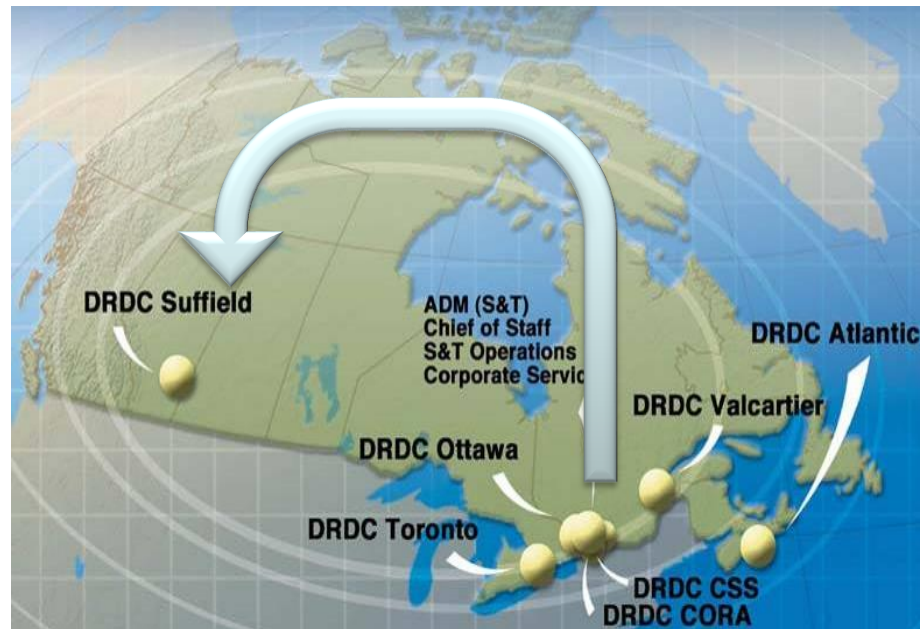 DRDC Suffield
ADM (S&T)
Chief of Staff
S&T Operations
Corporate
DRDC Atlantic
DRDC Valcartier
DRDC Ottawa
DRDC Toronto
DRDC CSS
DRDC CORA